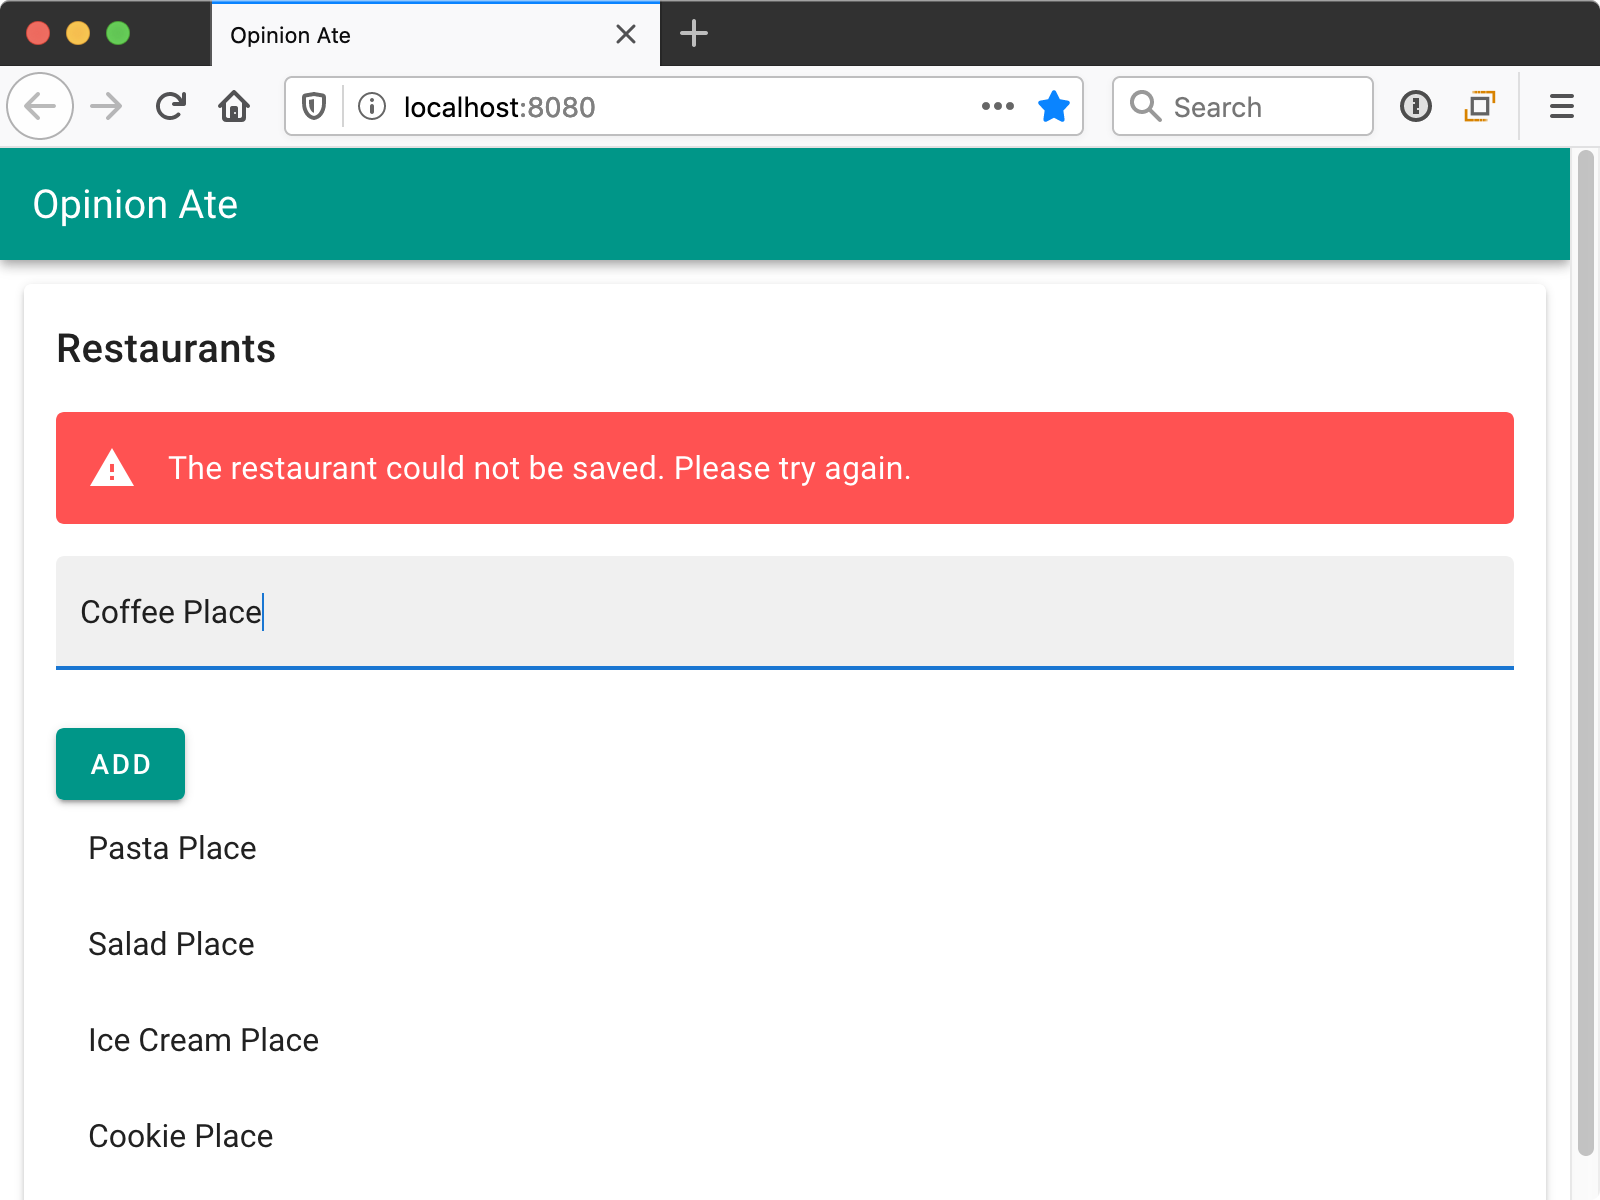 Opinion Ate
localhost:8080
Search
Opinion Ate
Restaurants
The restaurant could not be saved. Please try again.
Coffee Place
ADD
Pasta Place
Salad Place
Ice Cream Place
Cookie Place